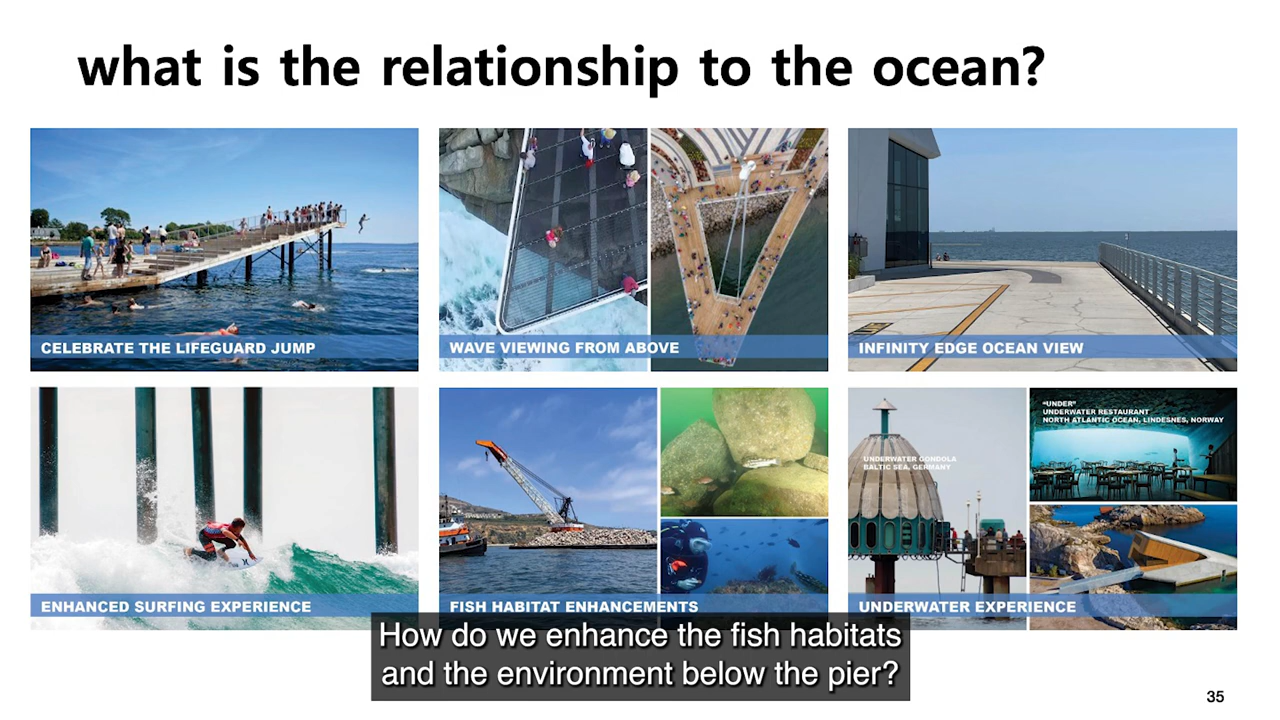 what is the relationship to the ocean?
CELEBRATE THE LIFEGUARD JUMP
WAVE VIEWING FROM ABOVE
INFINITY EDGE OCEAN VIEW
ENHANCED SURFING EXPERIENCE
FISH HABITAT ENHANCEMENTS
UNDERWATER GONDOLA
BALTIC SEA, GERMANY
“UNDER”
UNDERWATER RESTAURANT
NORTH ATLANTIC OCEAN, LINDESNES, NORWAY
UNDERWATER EXPERIENCE
How do we enhance the fish habitats
and the environment below the pier?
35